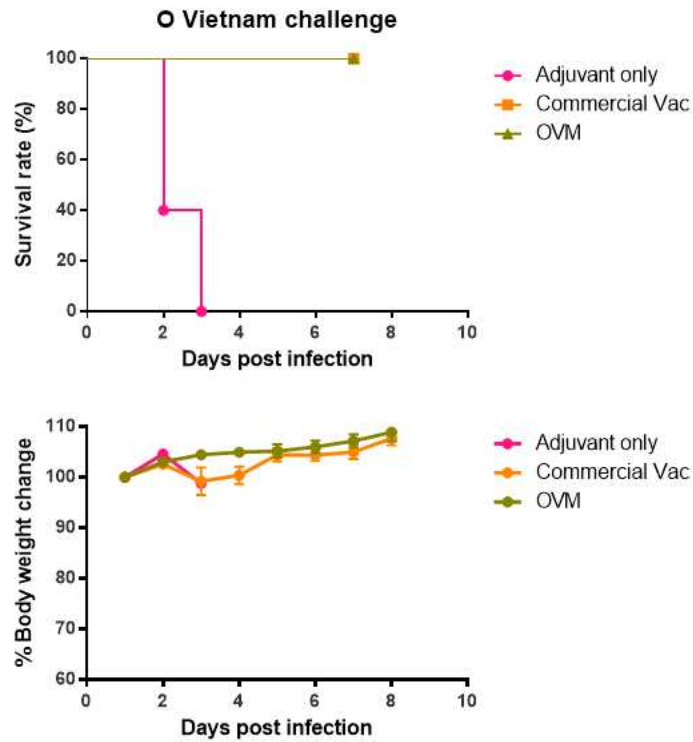 O Vietnam challenge
Survival rate (%)
100
80
60
40
20
0
0 2 4 6 8 10
Days post infection
Adjuvant only
Commercial Vac
OVM
% Body weight change
110
100
90
80
70
60
0 2 4 6 8 10
Days post infection
Adjuvant only
Commercial Vac
OVM